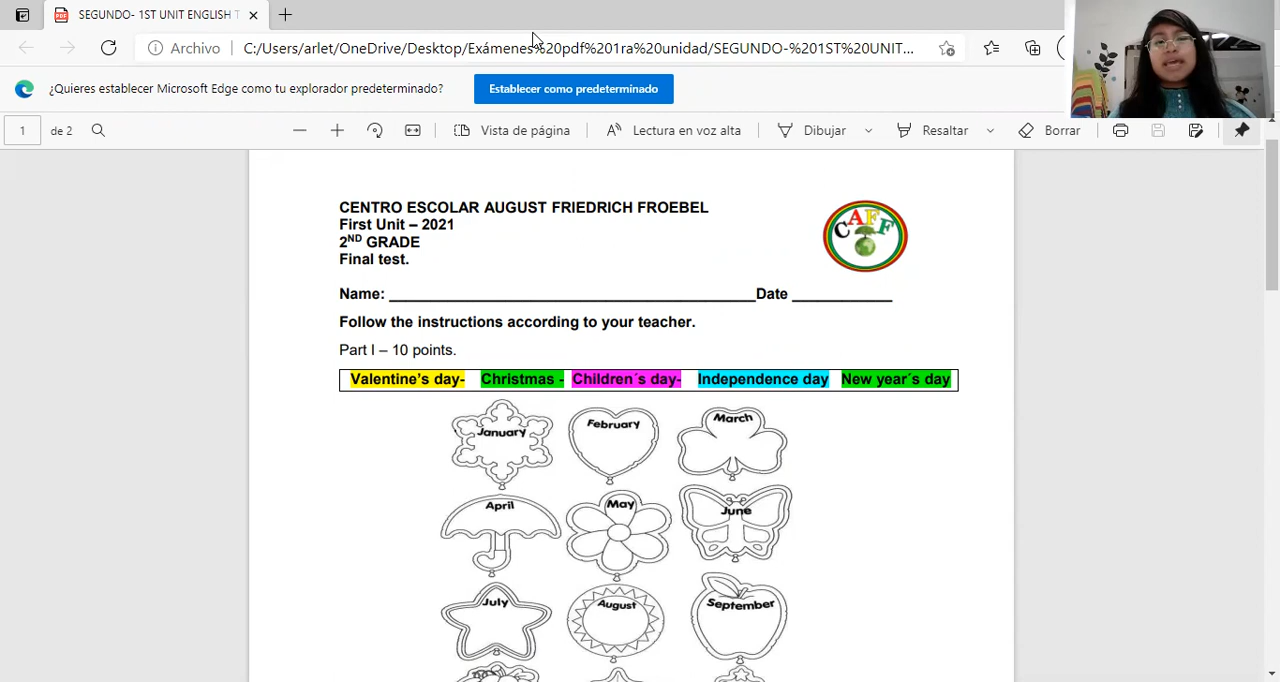 SEGUNDO- 1ST UNIT ENGLISH T
Archivo C:/Users/arlet/OneDrive/Desktop/Exámenes%20pdf%201ra%20unidad/SEGUNDO-%201ST%20UNIT...
¿Quieres establecer Microsoft Edge como tu explorador predeterminado? Establecer como predeterminado
1 de 2 Vista de página Lectura en voz alta Dibujar Resaltar Borrar
CENTRO ESCOLAR AUGUST FRIEDRICH FROEBEL
First Unit – 2021
2ND GRADE
Final test.
CAFF
Name: ____________________________________________Date ____________
Follow the instructions according to your teacher.
Part I – 10 points.
Valentine's day- Christmas - Children´s day- Independence day New year´s day
January February March
April May June
July August September